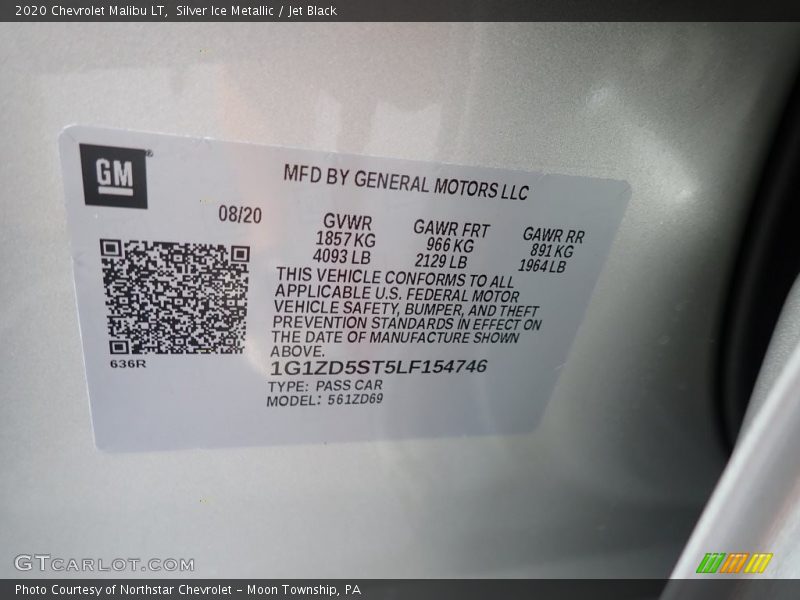 2020 Chevrolet Malibu LT, Silver Ice Metallic / Jet Black
GM®
MFD BY GENERAL MOTORS LLC
08/20
GVWR GAWR FRT GAWR RR
1857 KG 966 KG 891 KG
4093 LB 2129 LB 1964 LB
THIS VEHICLE CONFORMS TO ALL
APPLICABLE U.S. FEDERAL MOTOR
VEHICLE SAFETY, BUMPER, AND THEFT
PREVENTION STANDARDS IN EFFECT ON
THE DATE OF MANUFACTURE SHOWN
ABOVE.
636R
1G1ZD5ST5LF154746
TYPE: PASS CAR
MODEL: 561ZD69
GTCARLOT.COM
Photo Courtesy of Northstar Chevrolet - Moon Township, PA